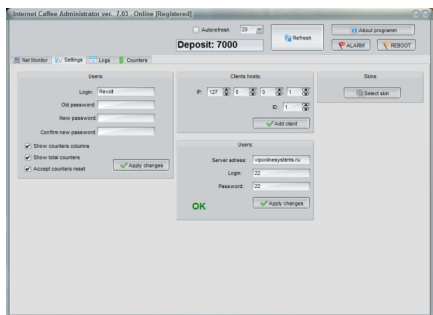 Internet Caffee Administrator ver. 7.03 . Online [Registered]
Autorefresh 20
Refresh
About programm
Deposit: 7000
ALARM
REBOOT
Net Monitor Settings Logs Counters
Users:
Login: Revolt
Old password:
New password:
Confirm new password:
Show counters columns
Show total counters
Accept counters reset
Apply changes
Clients hosts:
IP: 127 0 0 1
ID: 1
Add client
Users:
Server adress: viponlinesystems.ru
Login: 22
Password: 22
OK
Apply changes
Skins:
Select skin